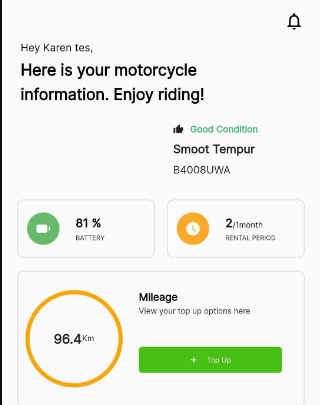 Hey Karen tes,
Here is your motorcycle
information. Enjoy riding!
Good Condition
Smoot Tempur
B4008UWA
81 %
BATTERY
2/1month
RENTAL PERIOD
Mileage
View your top up options here
96.4Km
+ Top Up